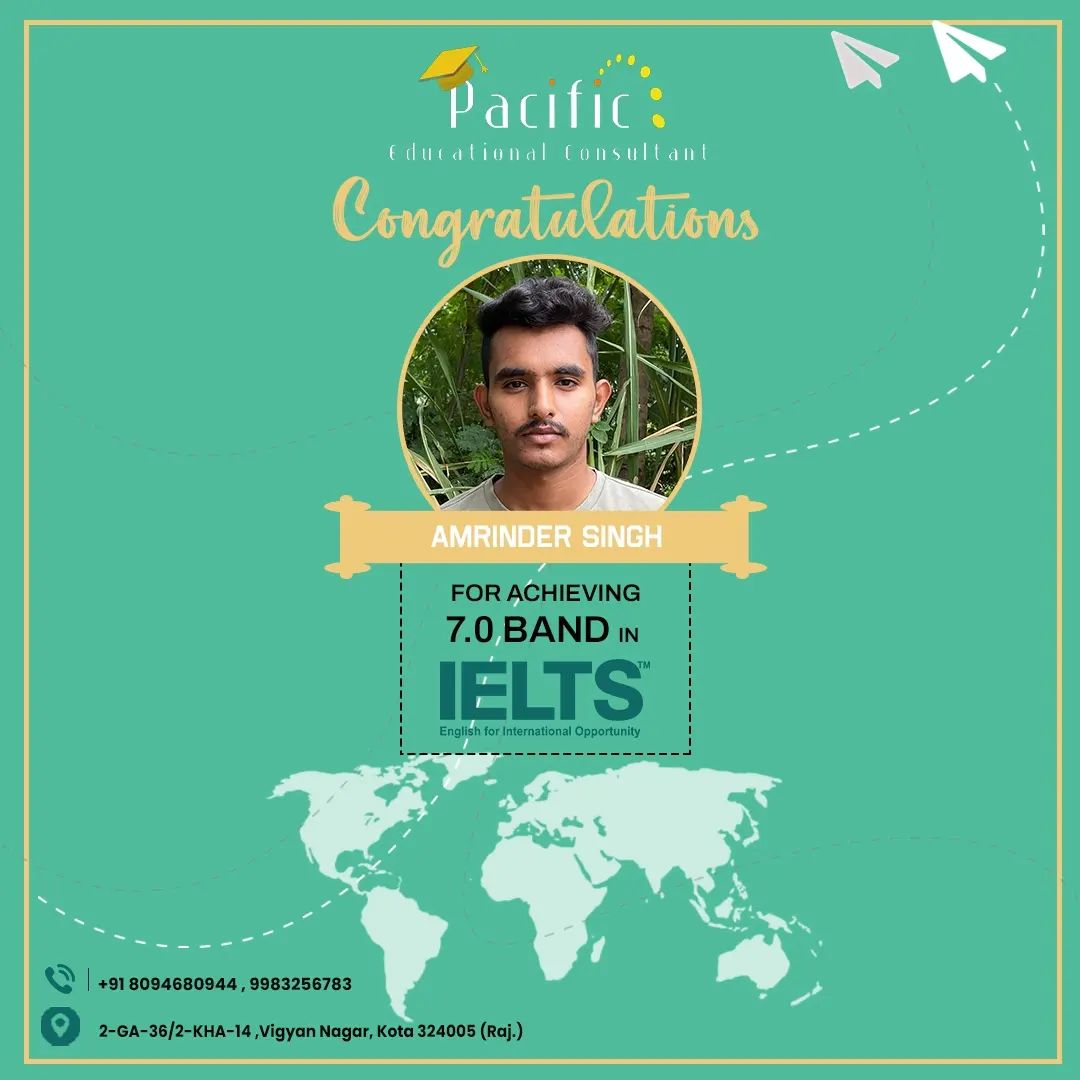 Pacific
Educational Consultant
Congratulations
AMRINDER SINGH
FOR ACHIEVING
7.0 BAND IN
IELTS™
English for International Opportunity
+91 8094680944 , 9983256783
2-GA-36/2-KHA-14 ,Vigyan Nagar, Kota 324005 (Raj.)